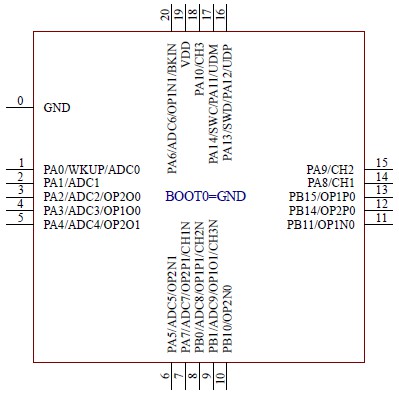 20
19
18
17
16
PA6/ADC6/OP1N1/BKIN
VDD
PA10/CH3
PA14/SWC/PA11/UDM
PA13/SWD/PA12/UDP
0
GND
1
PA0/WKUP/ADC0
2
PA1/ADC1
3
PA2/ADC2/OP2O0
4
PA3/ADC3/OP1O0
5
PA4/ADC4/OP2O1
BOOT0=GND
PA9/CH2
15
PA8/CH1
14
PB15/OP1P0
13
PB14/OP2P0
12
PB11/OP1N0
11
PA5/ADC5/OP2N1
PA7/ADC7/OP2P1/CH1N
PB0/ADC8/OP1P1/CH2N
PB1/ADC9/OP1O1/CH3N
PB10/OP2N0
6
7
8
9
10